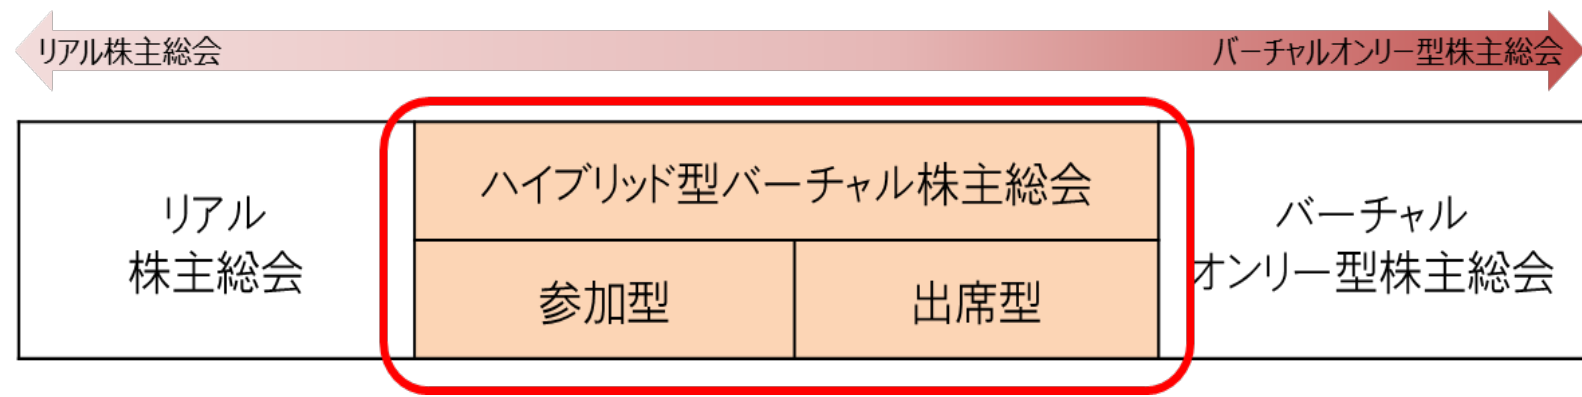 リアル株主総会
バーチャルオンリー型株主総会
リアル
株主総会
ハイブリッド型バーチャル株主総会
参加型
出席型
バーチャル
オンリー型株主総会